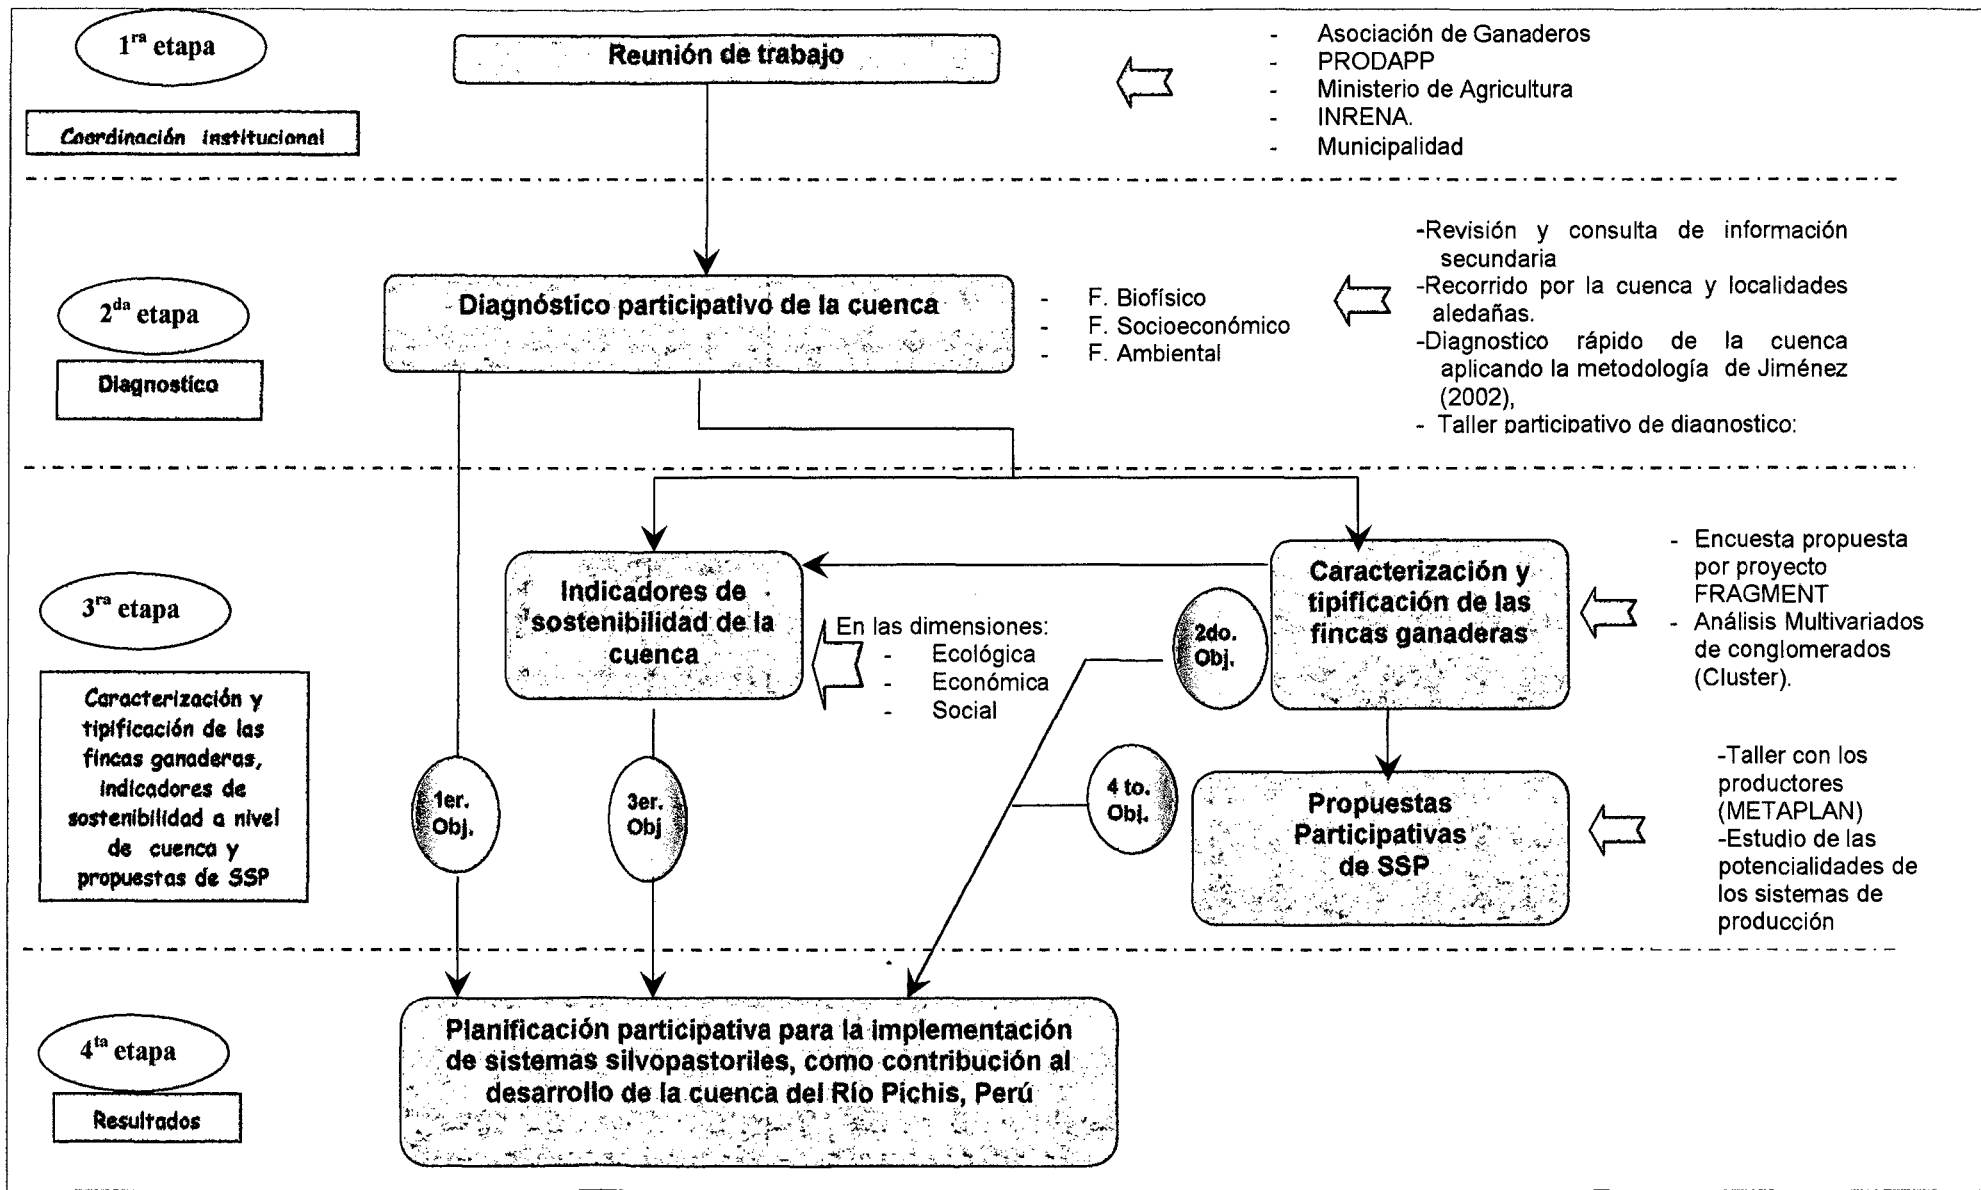 1ra etapa
Coordinación institucional
Reunión de trabajo
- Asociación de Ganaderos
- PRODAPP
- Ministerio de Agricultura
- INRENA.
- Municipalidad
2da etapa
Diagnostico
Diagnóstico participativo de la cuenca
- F. Biofísico
- F. Socioeconómico
- F. Ambiental
-Revisión y consulta de información
secundaria
-Recorrido por la cuenca y localidades
aledañas.
-Diagnostico rápido de la cuenca
aplicando la metodología de Jiménez
(2002),
- Taller participativo de diagnostico:
3ra etapa
Caracterización y
tipificación de las
fincas ganaderas,
indicadores de
sostenibilidad a nivel
de cuenca y
propuestas de SSP
Indicadores de
sostenibilidad de la
cuenca
En las dimensiones:
- Ecológica
- Económica
- Social
2do.
Obj.
Caracterización y
tipificación de las
fincas ganaderas
- Encuesta propuesta
por proyecto
FRAGMENT
- Análisis Multivariados
de conglomerados
(Cluster).
1er.
Obj.
3er.
Obj
4 to.
Obj.
Propuestas
Participativas
de SSP
-Taller con los
productores
(METAPLAN)
-Estudio de las
potencialidades de
los sistemas de
producción
4ta etapa
Resultados
Planificación participativa para la implementación
de sistemas silvopastoriles, como contribución al
desarrollo de la cuenca del Río Pichis, Perú